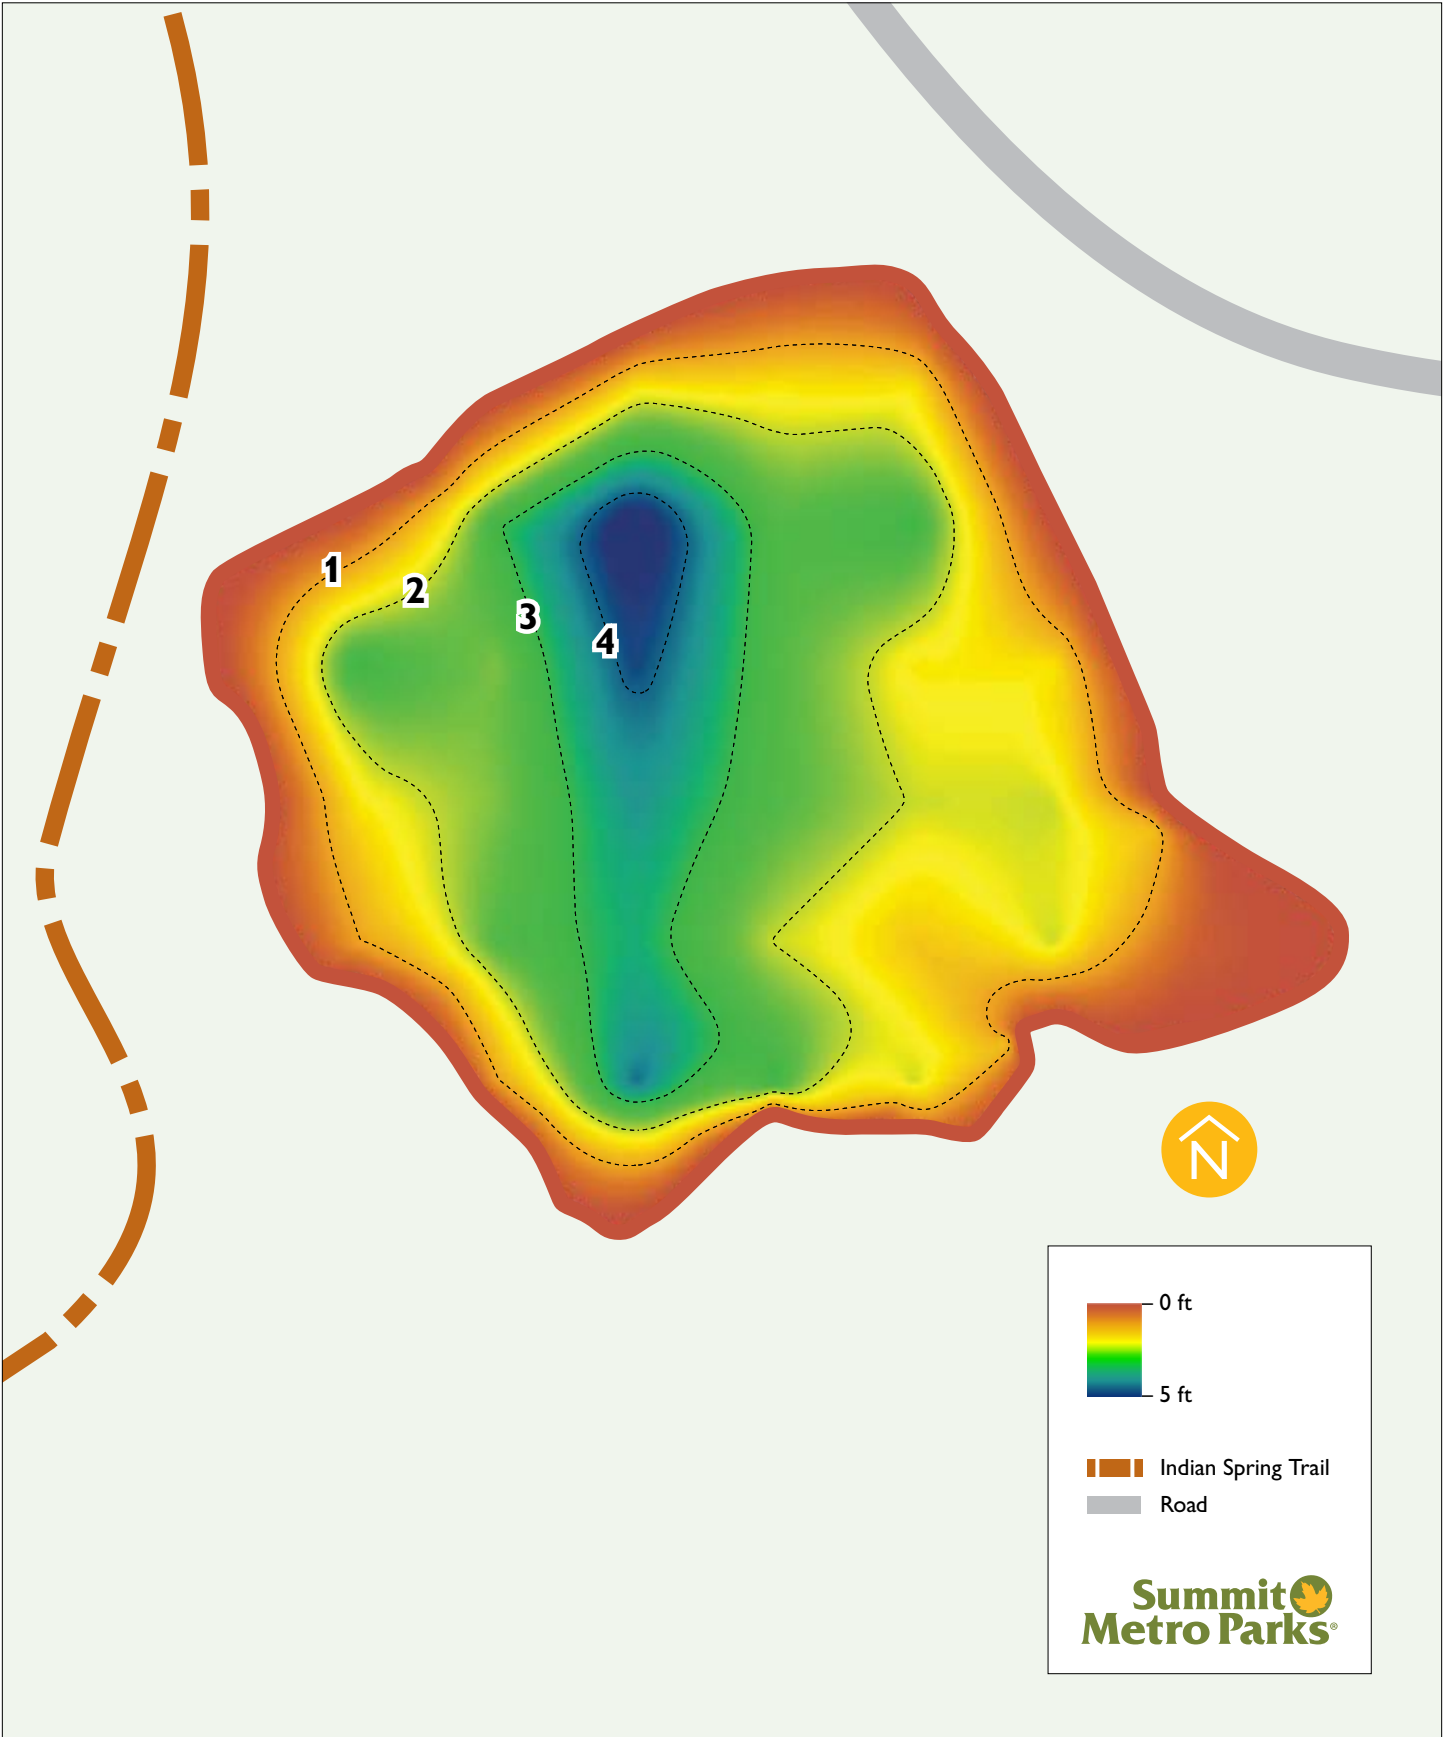 1
2
3
4
N
0 ft
5 ft
Indian Spring Trail
Road
Summit
Metro Parks®